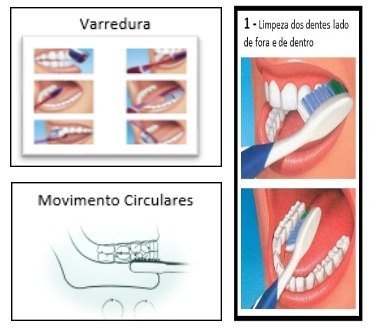 Varredura
Movimento Circulares
1 - Limpeza dos dentes lado
de fora e de dentro